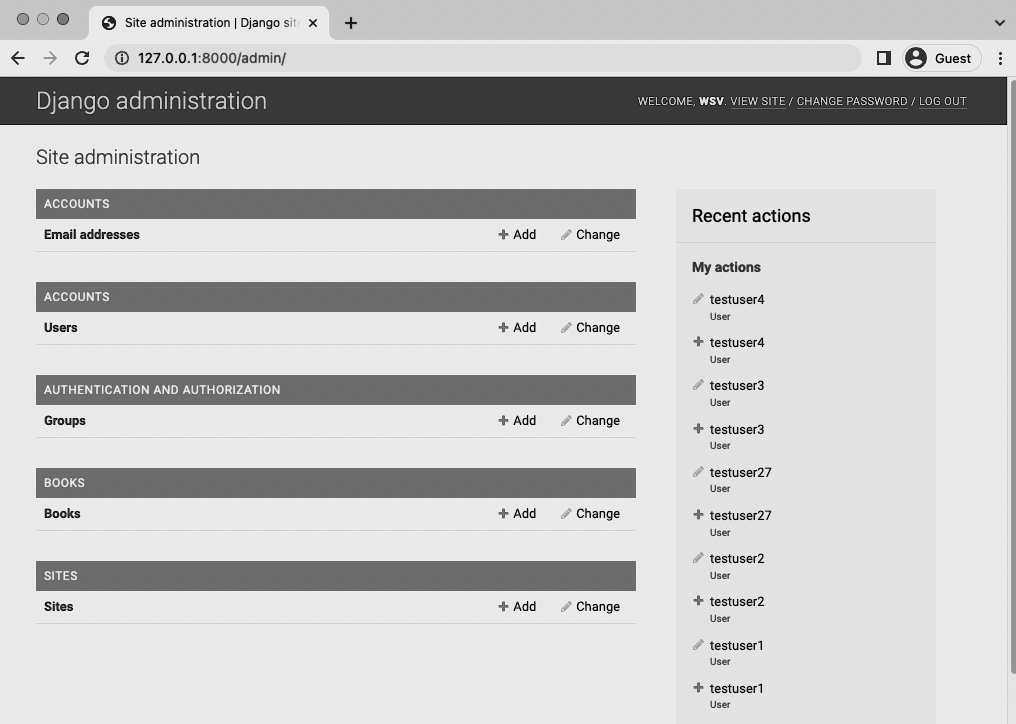 Site administration | Django sit
127.0.0.1:8000/admin/
Guest
Django administration
WELCOME, WSV. VIEW SITE / CHANGE PASSWORD / LOG OUT
Site administration
ACCOUNTS
Email addresses Add Change
ACCOUNTS
Users Add Change
AUTHENTICATION AND AUTHORIZATION
Groups Add Change
BOOKS
Books Add Change
SITES
Sites Add Change
Recent actions
My actions
testuser4
User
testuser4
User
testuser3
User
testuser3
User
testuser27
User
testuser27
User
testuser2
User
testuser2
User
testuser1
User
testuser1
User